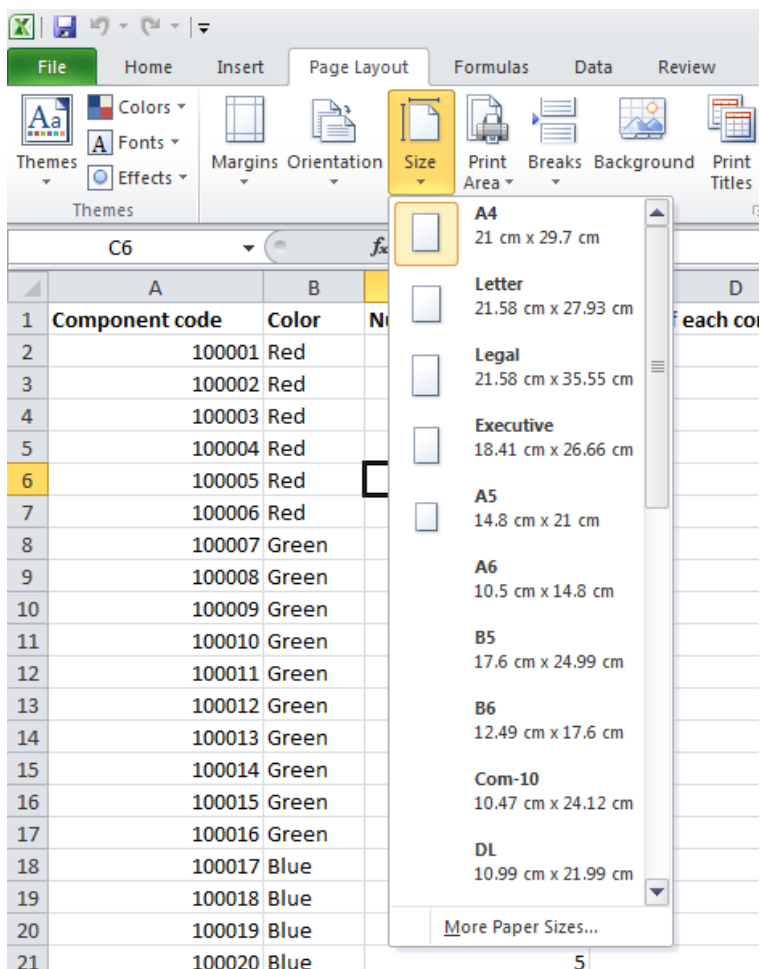 File Home Insert Page Layout Formulas Data Review
Aa Colors
A Fonts
Effects
Themes Margins Orientation Size Print Area Breaks Background Print Titles
Themes
C6 fx
A B D
1 Component code Color each
2 100001 Red
3 100002 Red
4 100003 Red
5 100004 Red
6 100005 Red
7 100006 Red
8 100007 Green
9 100008 Green
10 100009 Green
11 100010 Green
12 100011 Green
13 100012 Green
14 100013 Green
15 100014 Green
16 100015 Green
17 100016 Green
18 100017 Blue
19 100018 Blue
20 100019 Blue
21 100020 Blue 5
A4
21 cm x 29.7 cm
Letter
21.58 cm x 27.93 cm
Legal
21.58 cm x 35.55 cm
Executive
18.41 cm x 26.66 cm
A5
14.8 cm x 21 cm
A6
10.5 cm x 14.8 cm
B5
17.6 cm x 24.99 cm
B6
12.49 cm x 17.6 cm
Com-10
10.47 cm x 24.12 cm
DL
10.99 cm x 21.99 cm
More Paper Sizes...